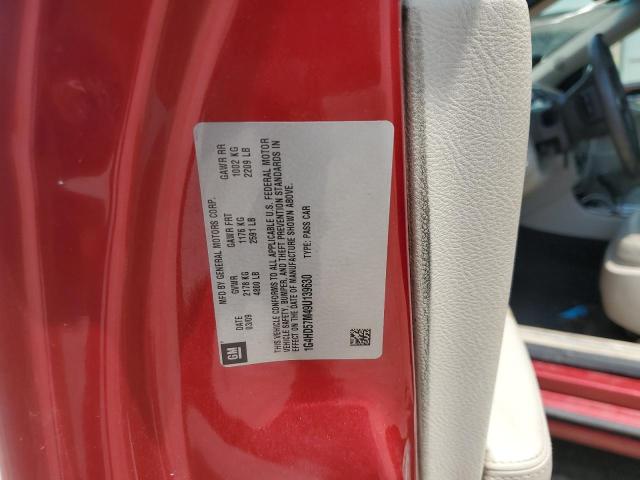 GM
MFD BY GENERAL MOTORS CORP.
DATE GVWR GAWR FRT GAWR RR
03/09 2178 KG 1176 KG 1002 KG
4800 LB 2591 LB 2209 LB
THIS VEHICLE CONFORMS TO ALL APPLICABLE U.S. FEDERAL MOTOR
VEHICLE SAFETY, BUMPER, AND THEFT PREVENTION STANDARDS IN
EFFECT ON THE DATE OF MANUFACTURE SHOWN ABOVE.
1G4HD57M49U139630 TYPE: PASS CAR